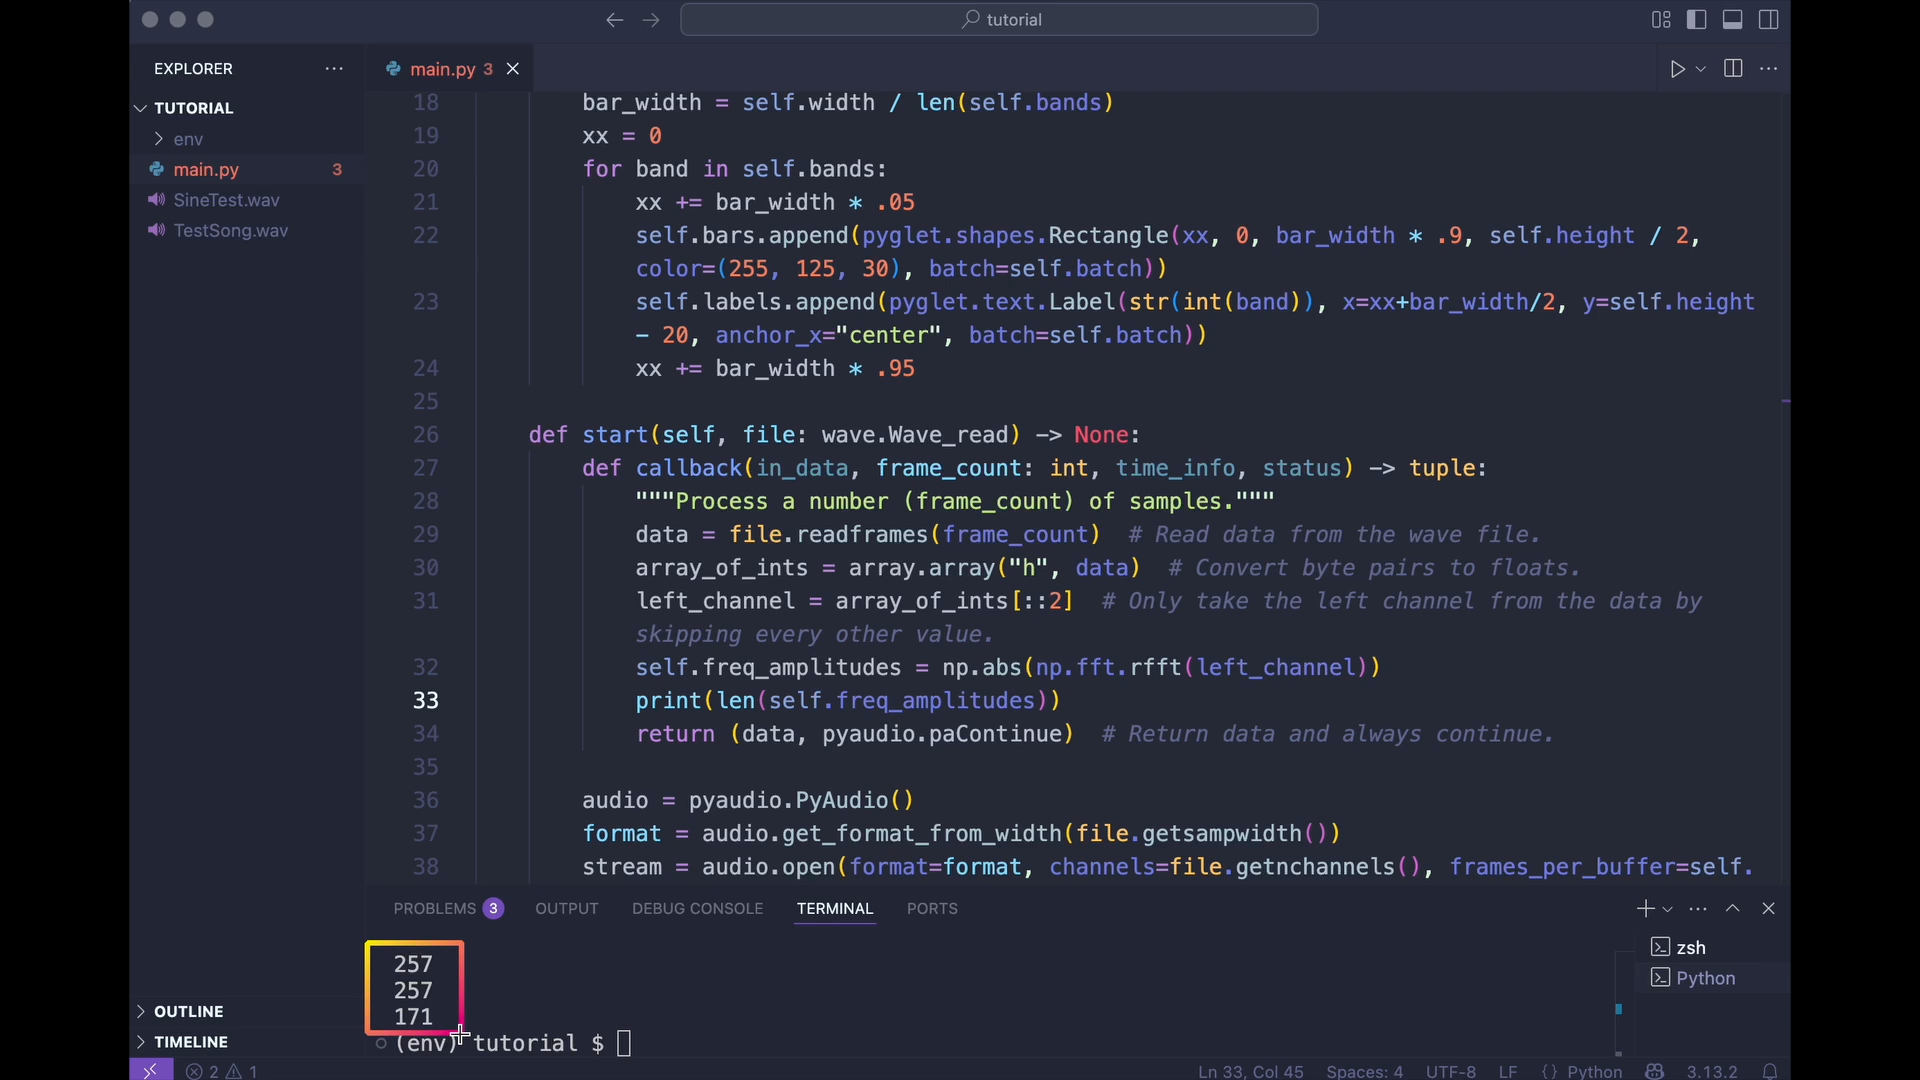 tutorial
EXPLORER
main.py 3
TUTORIAL
env
main.py 3
SineTest.wav
TestSong.wav
OUTLINE
TIMELINE
18 bar_width = self.width / len(self.bands)
19 xx = 0
20 for band in self.bands:
21 xx += bar_width * .05
22 self.bars.append(pyglet.shapes.Rectangle(xx, 0, bar_width * .9, self.height / 2,
color=(255, 125, 30), batch=self.batch))
23 self.labels.append(pyglet.text.Label(str(int(band)), x=xx+bar_width/2, y=self.height
- 20, anchor_x="center", batch=self.batch))
24 xx += bar_width * .95
25
26 def start(self, file: wave.Wave_read) -> None:
27 def callback(in_data, frame_count: int, time_info, status) -> tuple:
28 """Process a number (frame_count) of samples."""
29 data = file.readframes(frame_count) # Read data from the wave file.
30 array_of_ints = array.array("h", data) # Convert byte pairs to floats.
31 left_channel = array_of_ints[::2] # Only take the left channel from the data by
skipping every other value.
32 self.freq_amplitudes = np.abs(np.fft.rfft(left_channel))
33 print(len(self.freq_amplitudes))
34 return (data, pyaudio.paContinue) # Return data and always continue.
35
36 audio = pyaudio.PyAudio()
37 format = audio.get_format_from_width(file.getsampwidth())
38 stream = audio.open(format=format, channels=file.getnchannels(), frames_per_buffer=self.
PROBLEMS 3 OUTPUT DEBUG CONSOLE TERMINAL PORTS
257
257
171
(env) tutorial $
zsh
Python
2 1 Ln 33, Col 45 Spaces: 4 UTF-8 LF {} Python 3.13.2